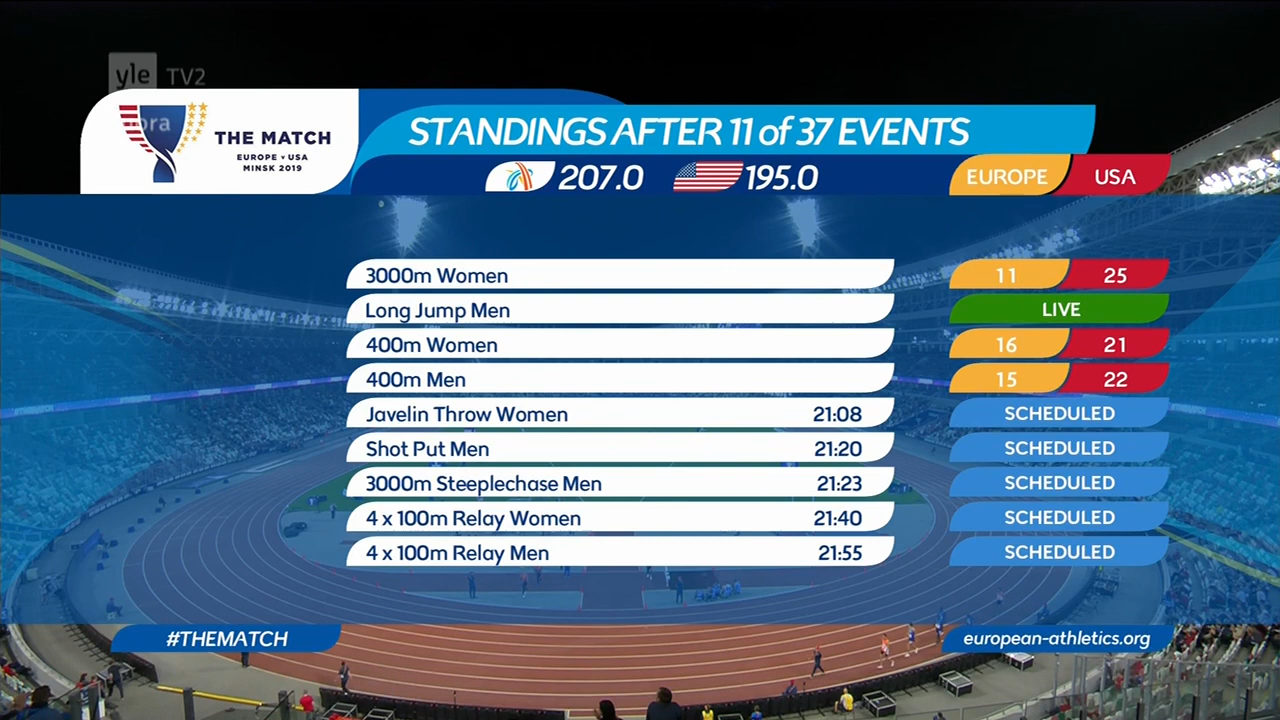 yle TV2
ora
THE MATCH
EUROPE v USA
MINSK 2019
STANDINGS AFTER 11 of 37 EVENTS
207.0 195.0
EUROPE USA
3000m Women 11 25
Long Jump Men LIVE
400m Women 16 21
400m Men 15 22
Javelin Throw Women 21:08 SCHEDULED
Shot Put Men 21:20 SCHEDULED
3000m Steeplechase Men 21:23 SCHEDULED
4 x 100m Relay Women 21:40 SCHEDULED
4 x 100m Relay Men 21:55 SCHEDULED
#THEMATCH
european-athletics.org